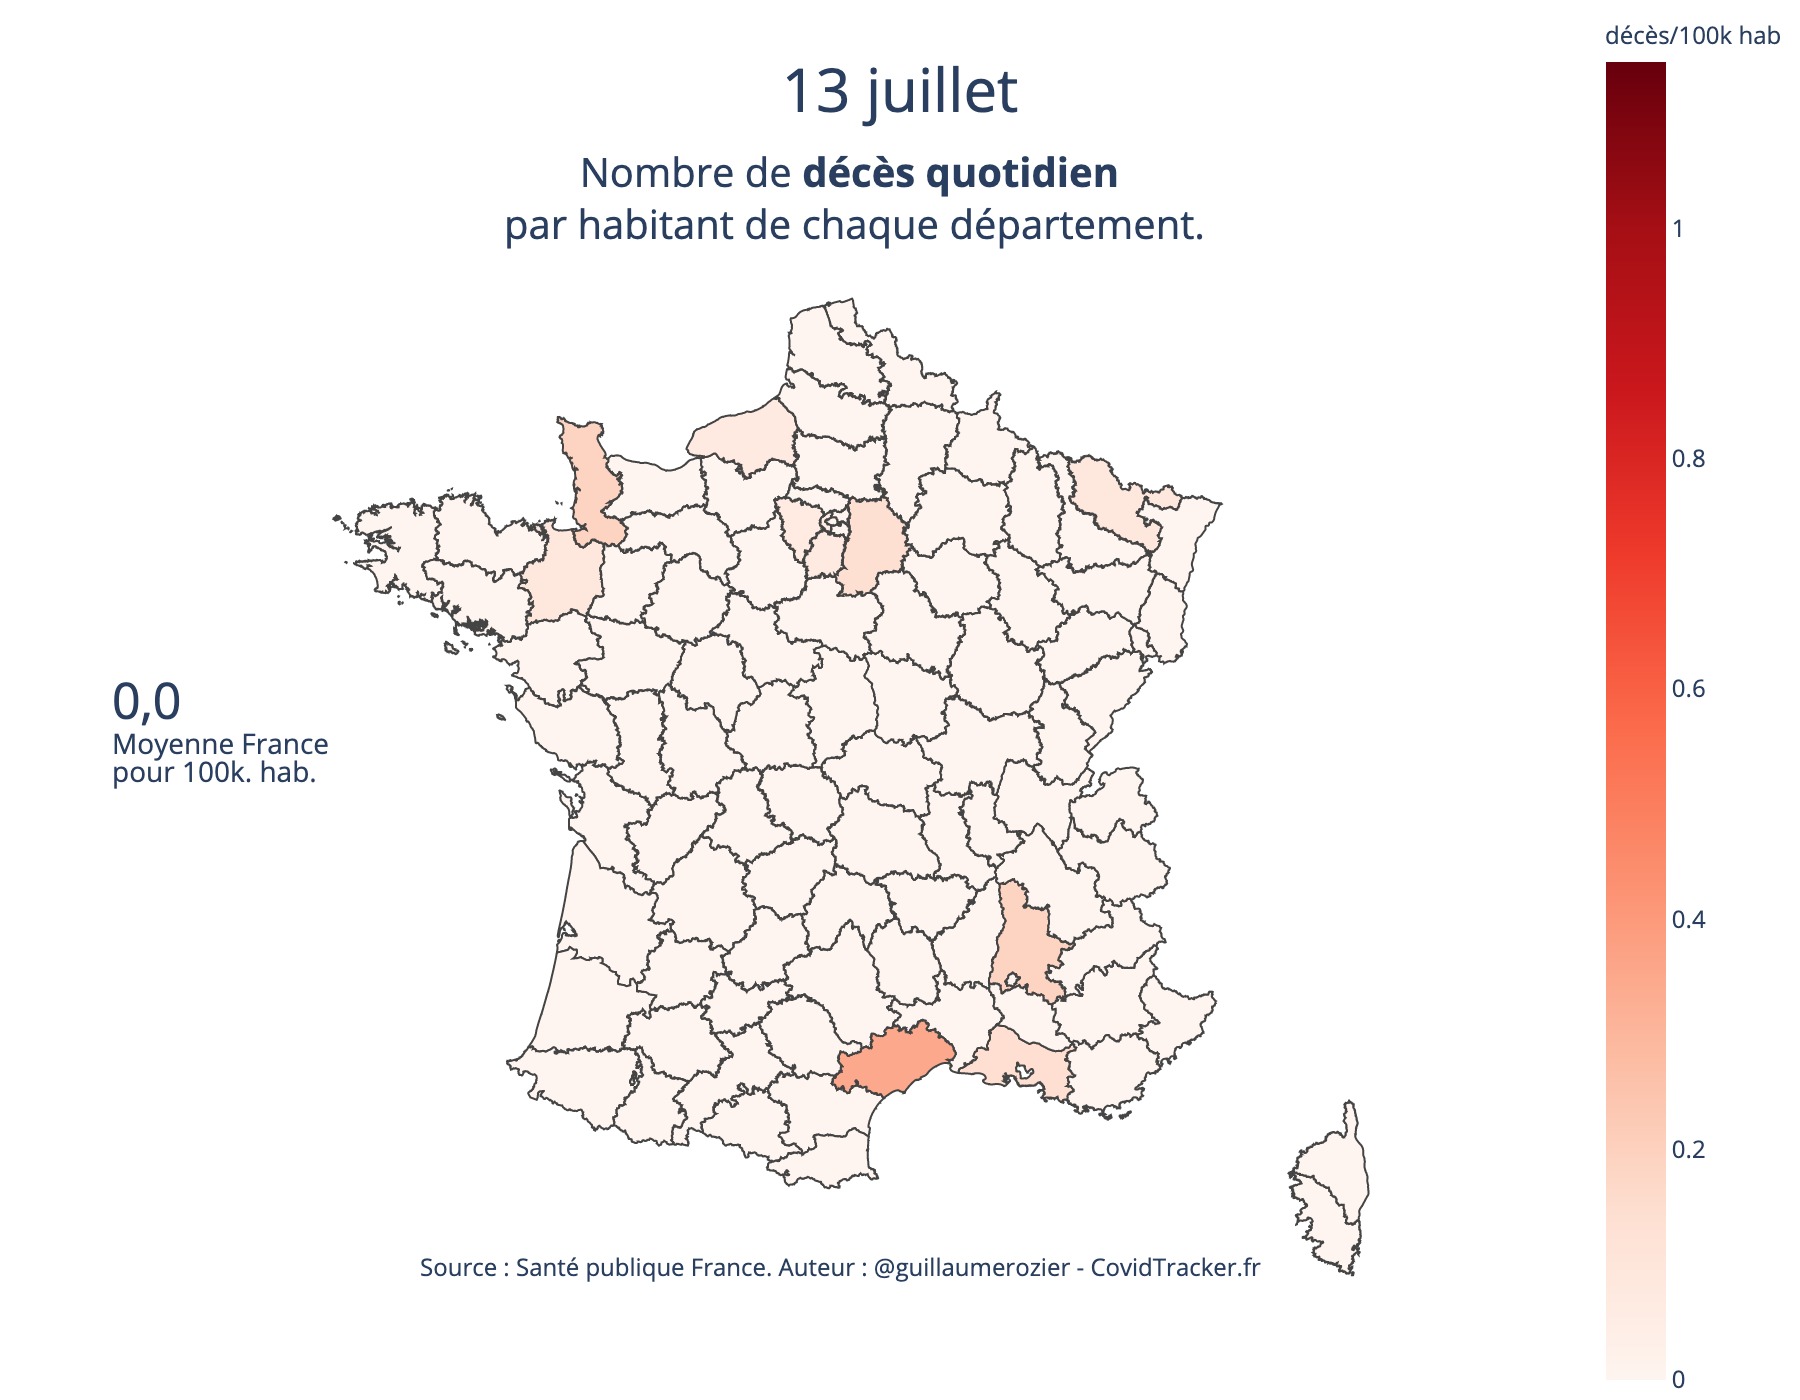 décès/100k hab
13 juillet
Nombre de décès quotidien
par habitant de chaque département.
1
0.8
0.6
0.4
0.2
0
0,0
Moyenne France
pour 100k. hab.
Source : Santé publique France. Auteur : @guillaumerozier - CovidTracker.fr